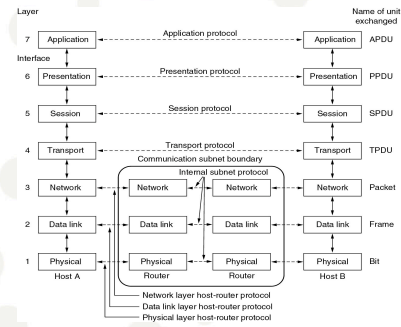 Layer
Name of unit
exchanged
7 Application Application protocol Application APDU
Interface
6 Presentation Presentation protocol Presentation PPDU
5 Session Session protocol Session SPDU
4 Transport Transport protocol Transport TPDU
Communication subnet boundary
Internal subnet protocol
3 Network Network Network Network Packet
2 Data link Data link Data link Data link Frame
1 Physical Physical Physical Physical Bit
Host A Router Router Host B
Network layer host-router protocol
Data link layer host-router protocol
Physical layer host-router protocol